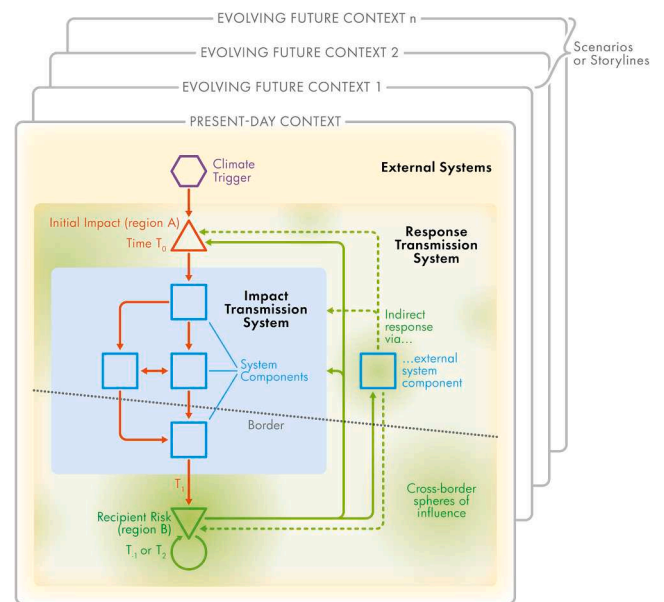 EVOLVING FUTURE CONTEXT n
EVOLVING FUTURE CONTEXT 2
Scenarios
or Storylines
EVOLVING FUTURE CONTEXT 1
PRESENT-DAY CONTEXT
Climate
Trigger
External Systems
Initial Impact (region A)
Time T0
Response
Transmission
System
Impact
Transmission
System
Indirect
response
via...
System
Components
...external
system
component
Border
T1
Cross-border
spheres of
influence
Recipient Risk
(region B)
T-1 or T2